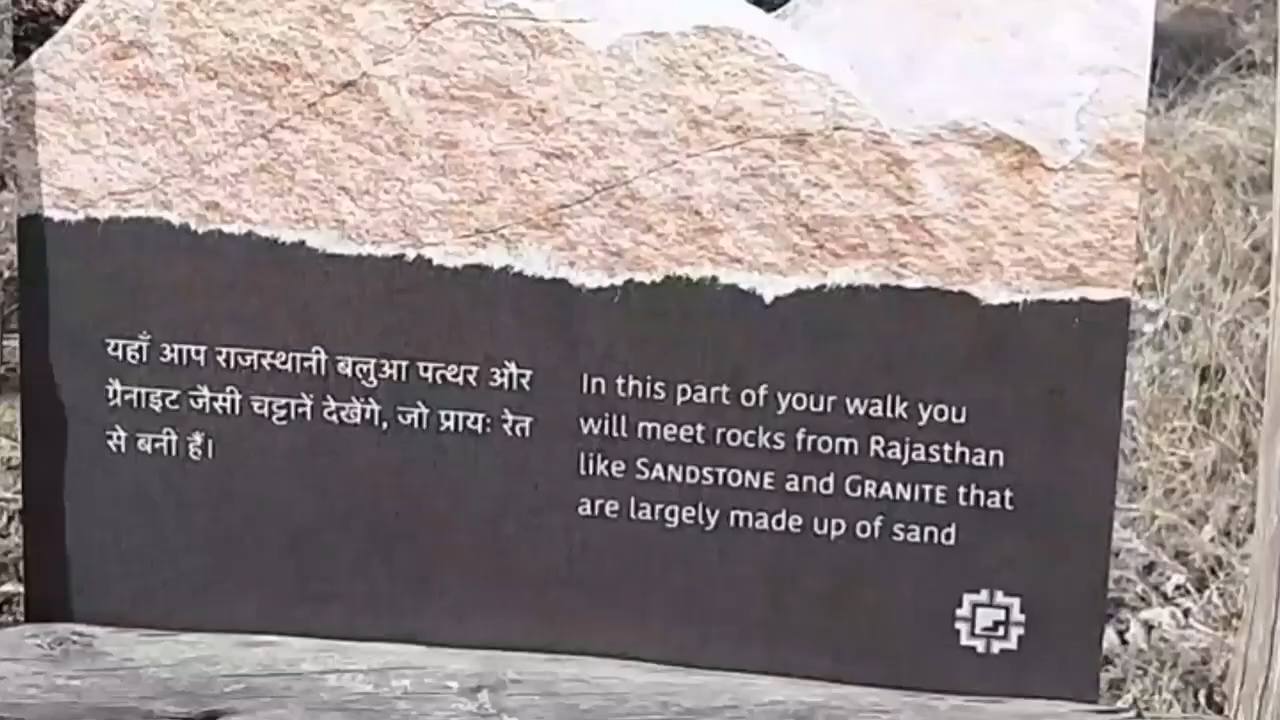 यहाँ आप राजस्थानी बलुआ पत्थर और
ग्रैनाइट जैसी चट्टानें देखेंगे, जो प्रायः रेत
से बनी हैं।
In this part of your walk you
will meet rocks from Rajasthan
like SANDSTONE and GRANITE that
are largely made up of sand